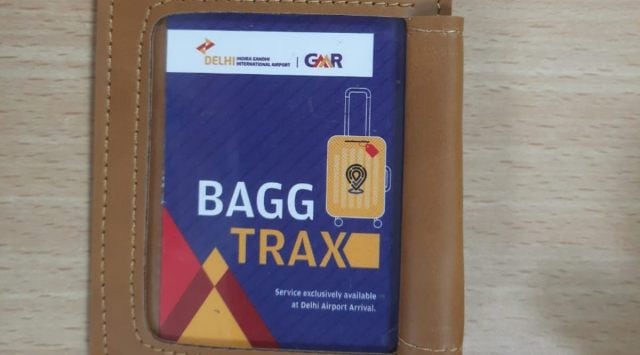 DELHI INDIRA GANDHI
INTERNATIONAL AIRPORT | GMR
BAGG
TRAX
Service exclusively available
at Delhi Airport Arrival.